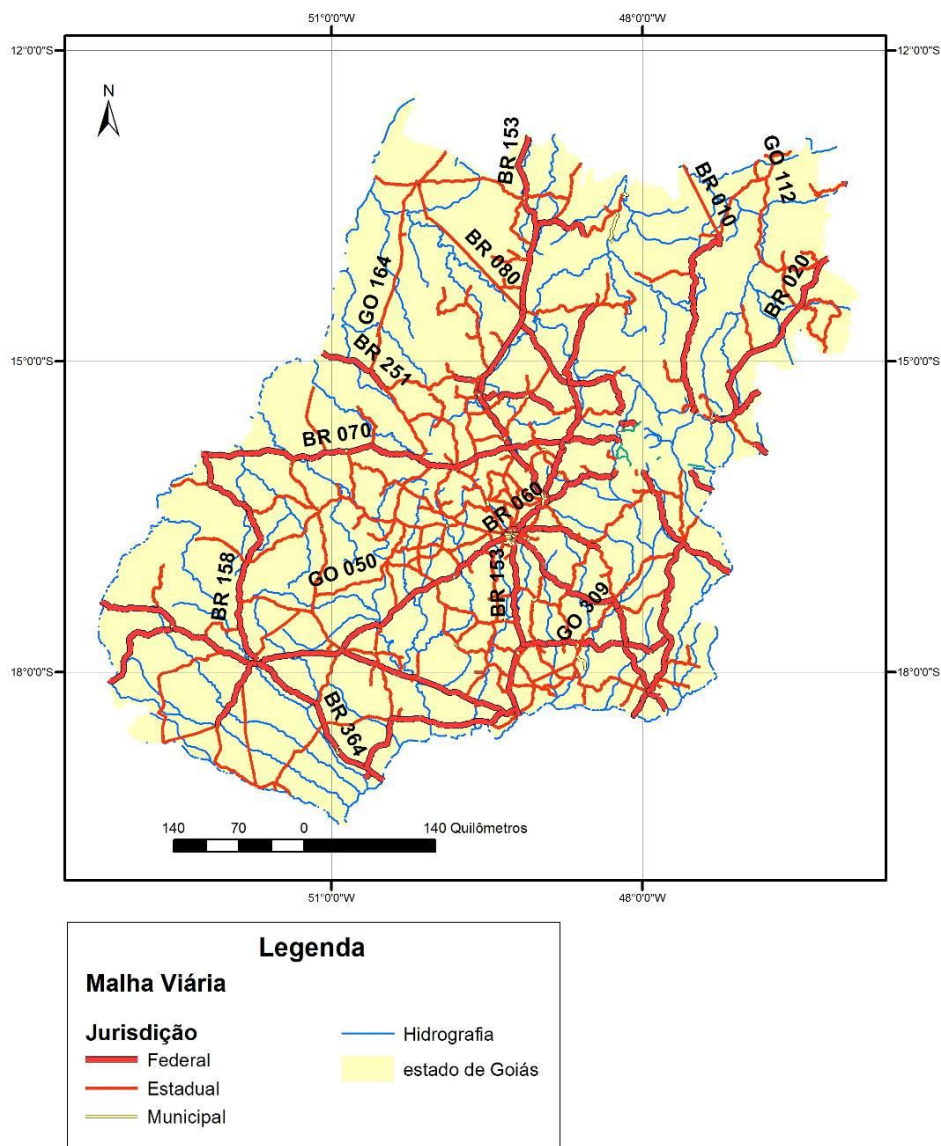 51°0'0"W 48°0'0"W
12°0'0"S 12°0'0"S
N
BR 153
GO 112
BR 010
BR 080
BR 020
GO 164
BR 251
15°0'0"S 15°0'0"S
BR 070
BR 060
BR 153
GO 050
BR 158
GO 309
18°0'0"S 18°0'0"S
BR 364
140 70 0 140 Quilômetros
51°0'0"W 48°0'0"W
Legenda
Malha Viária
Jurisdição
Federal
Estadual
Municipal
Hidrografia
estado de Goiás